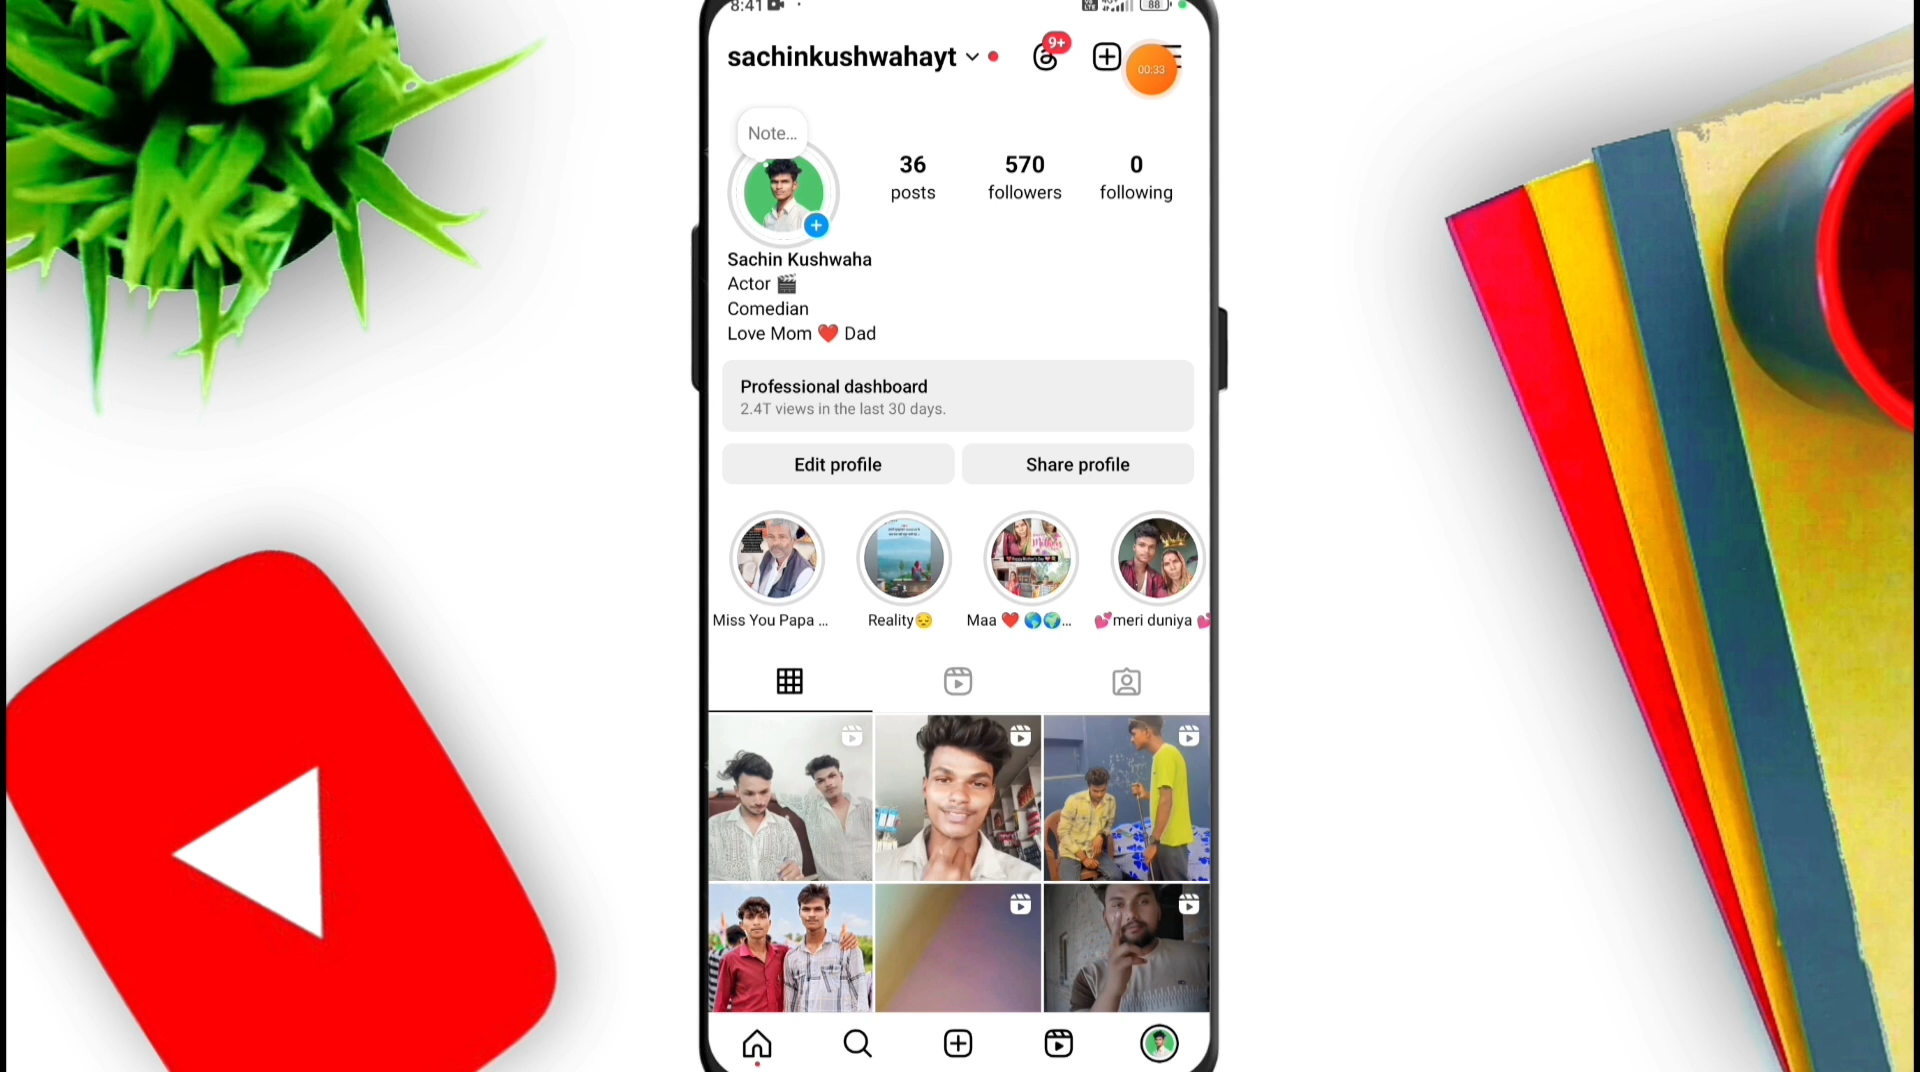 8:41
88
sachinkushwahayt
9+
00:33
Note...
36 posts
570 followers
0 following
Sachin Kushwaha
Actor 🎬
Comedian
Love Mom ❤️ Dad
Professional dashboard
2.4T views in the last 30 days.
Edit profile
Share profile
Miss You Papa ...
Reality😔
Maa ❤️ 🌎🌍...
💕meri duniya 💕